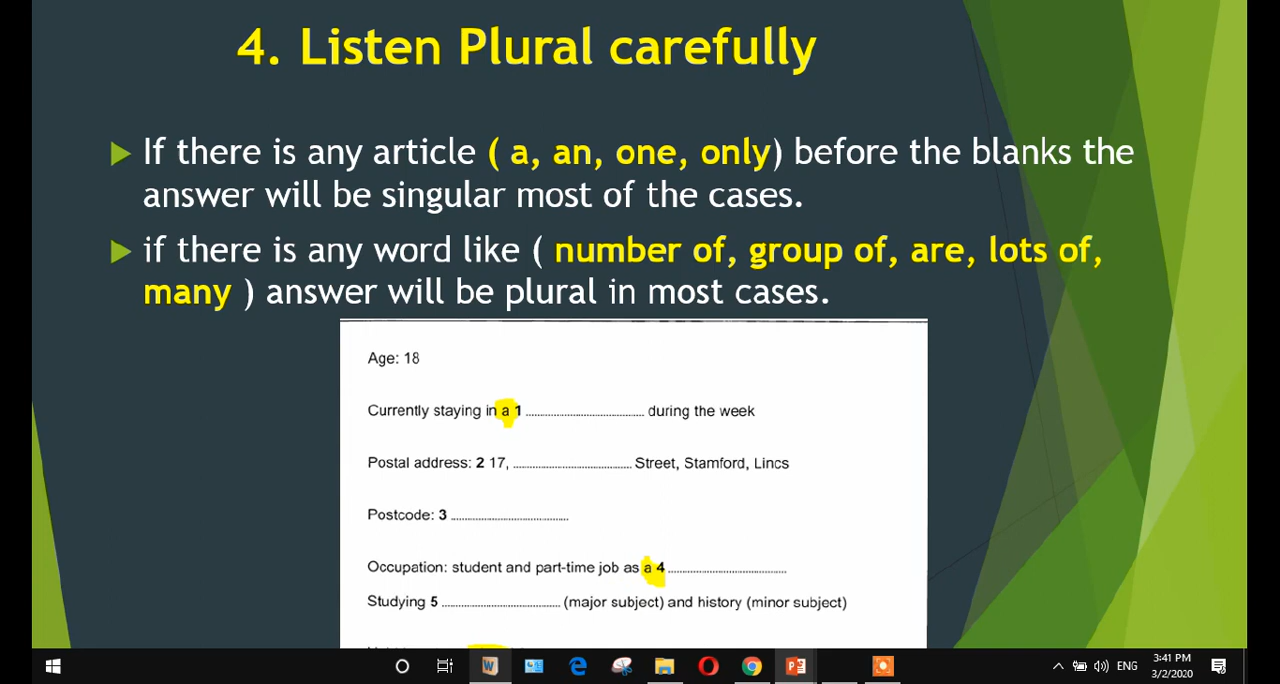 4. Listen Plural carefully
If there is any article ( a, an, one, only) before the blanks the
answer will be singular most of the cases.
if there is any word like ( number of, group of, are, lots of,
many ) answer will be plural in most cases.
Age: 18
Currently staying in a 1 ................................ during the week
Postal address: 2 17, ................................ Street, Stamford, Lincs
Postcode: 3 ................................
Occupation: student and part-time job as a 4 ................................
Studying 5 ................................ (major subject) and history (minor subject)
ENG
3:41 PM
3/2/2020